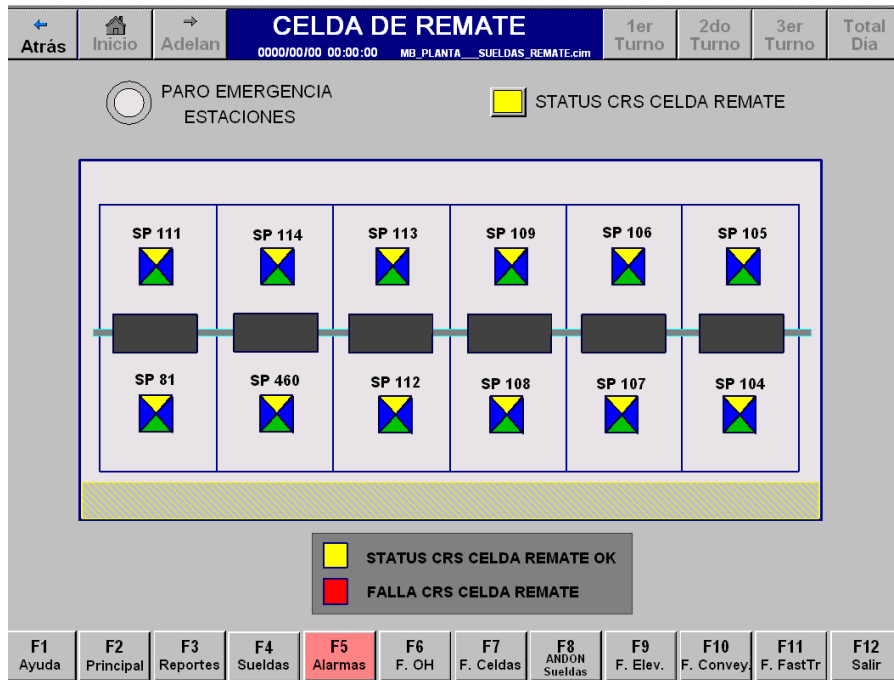 ← Atrás
Inicio
→ Adelan
CELDA DE REMATE
0000/00/00 00:00:00 MB_PLANTA___SUELDAS_REMATE.cim
1er Turno
2do Turno
3er Turno
Total Dia
PARO EMERGENCIA
ESTACIONES
STATUS CRS CELDA REMATE
SP 111 SP 114 SP 113 SP 109 SP 106 SP 105
SP 81 SP 460 SP 112 SP 108 SP 107 SP 104
STATUS CRS CELDA REMATE OK
FALLA CRS CELDA REMATE
F1 Ayuda
F2 Principal
F3 Reportes
F4 Sueldas
F5 Alarmas
F6 F. OH
F7 F. Celdas
F8 ANDON Sueldas
F9 F. Elev.
F10 F. Convey.
F11 F. FastTr
F12 Salir